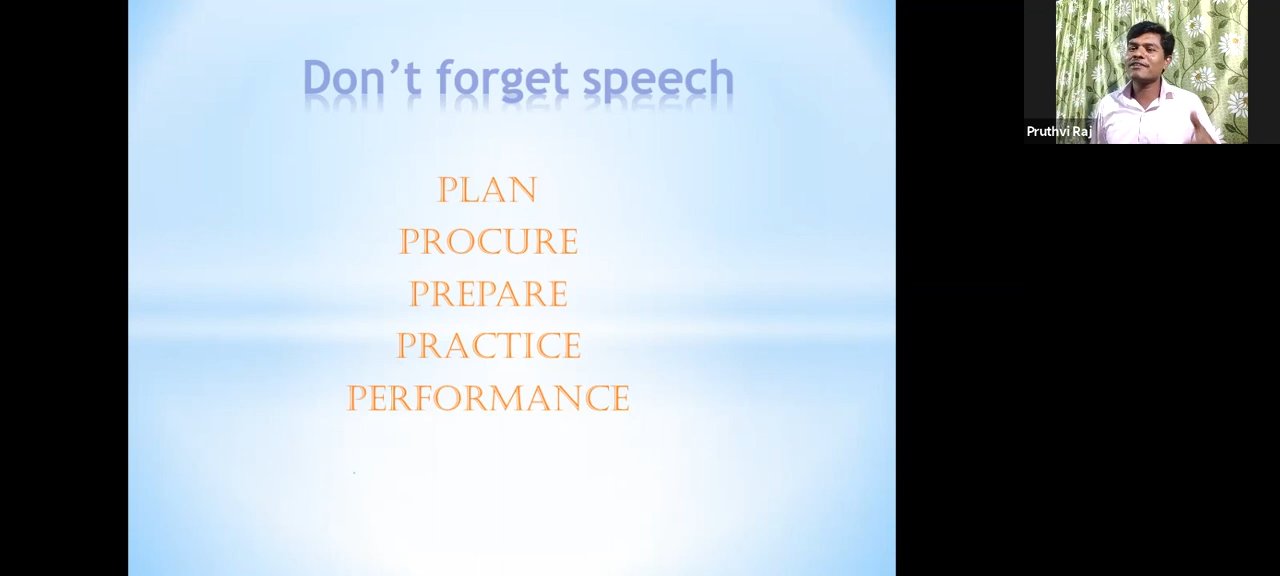 Don't forget speech
PLAN
PROCURE
PREPARE
PRACTICE
PERFORMANCE
Pruthvi Raj